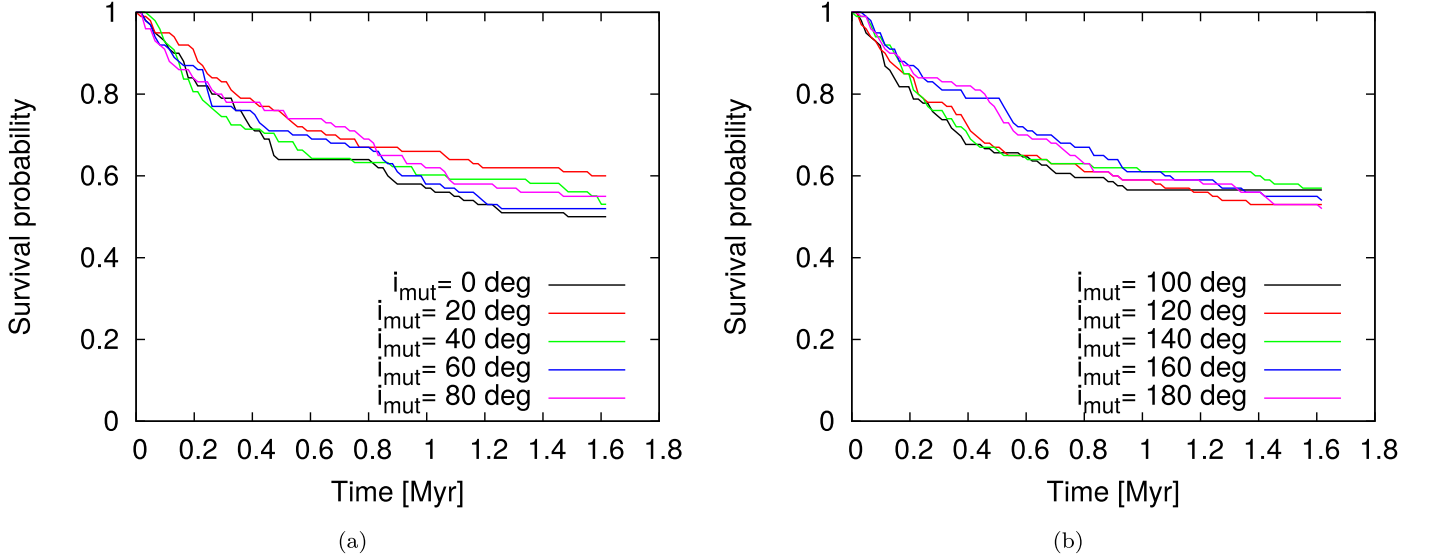 Survival probability
1
0.8
0.6
0.4
0.2
0
0 0.2 0.4 0.6 0.8 1 1.2 1.4 1.6 1.8
Time [Myr]
imut= 0 deg
imut= 20 deg
imut= 40 deg
imut= 60 deg
imut= 80 deg
(a)
Survival probability
1
0.8
0.6
0.4
0.2
0
0 0.2 0.4 0.6 0.8 1 1.2 1.4 1.6 1.8
Time [Myr]
imut= 100 deg
imut= 120 deg
imut= 140 deg
imut= 160 deg
imut= 180 deg
(b)